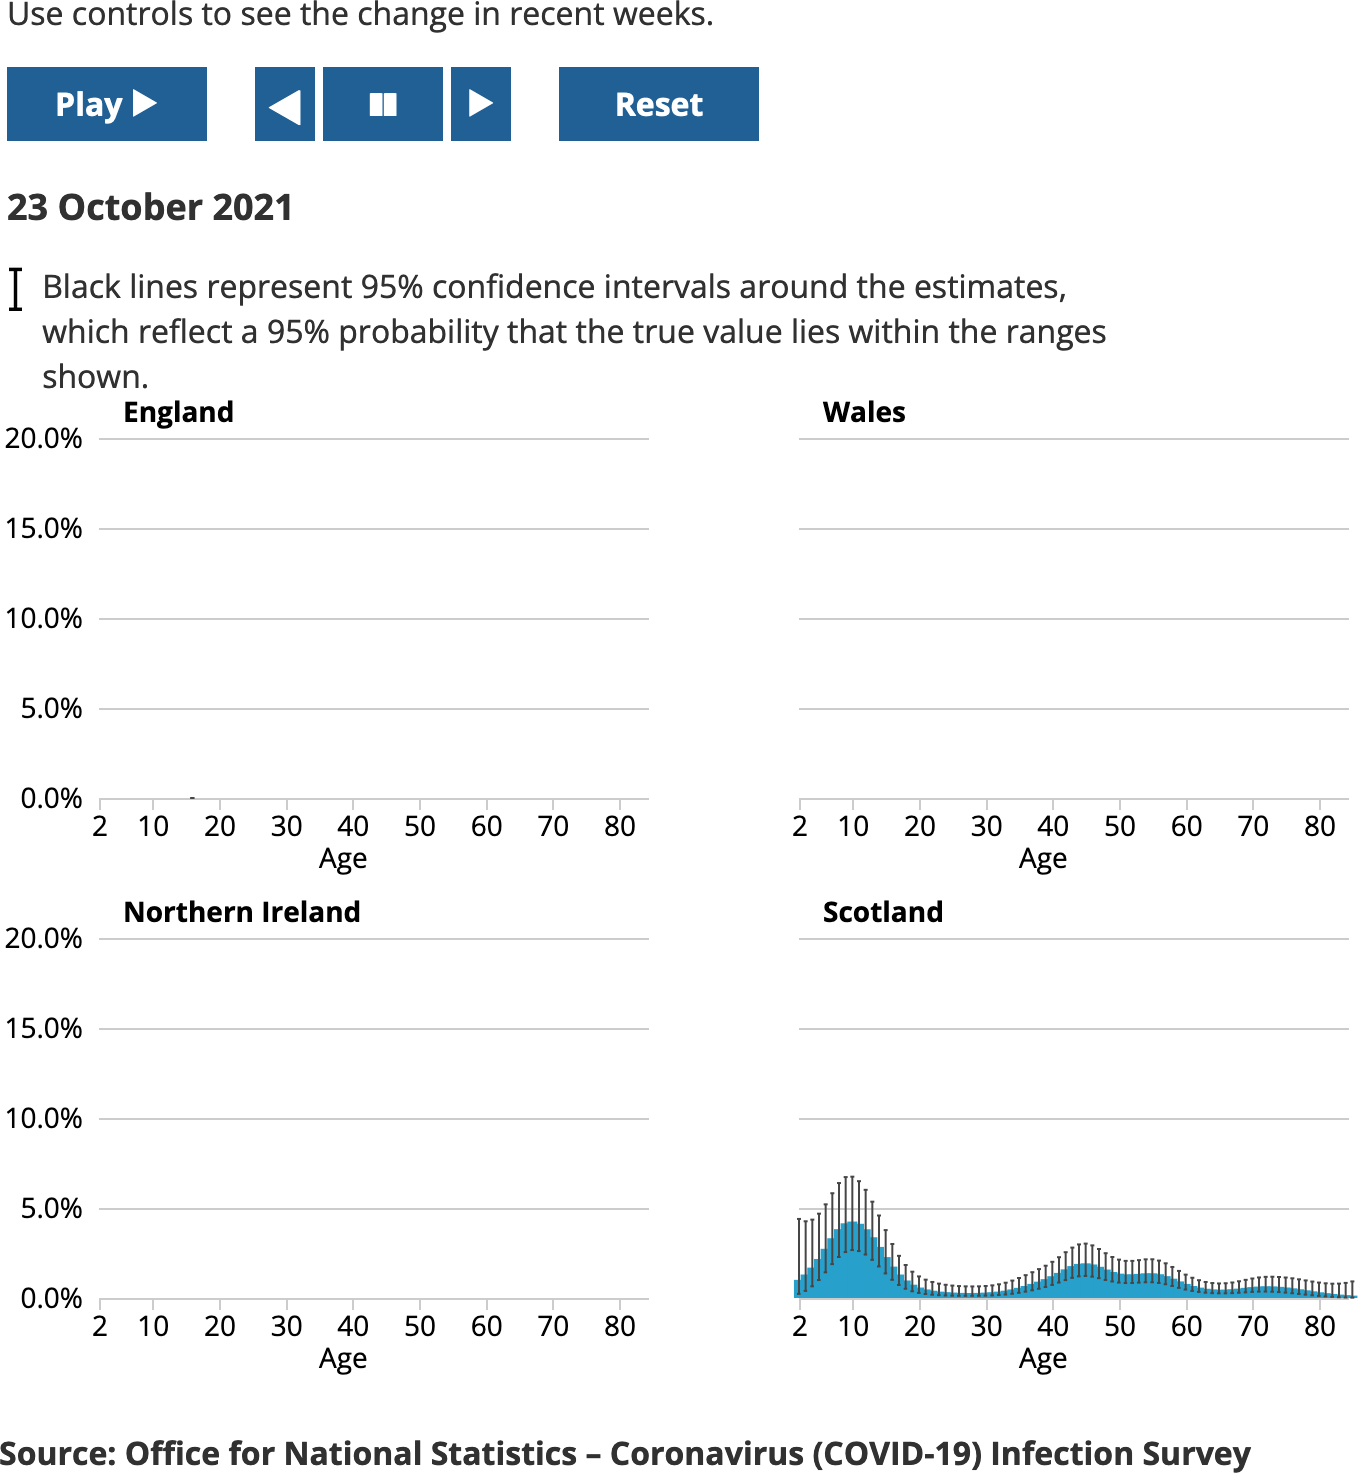 Use controls to see the change in recent weeks.
Play
Reset
23 October 2021
Black lines represent 95% confidence intervals around the estimates,
which reflect a 95% probability that the true value lies within the ranges
shown.
England
20.0%
15.0%
10.0%
5.0%
0.0%
2 10 20 30 40 50 60 70 80
Age
Wales
2 10 20 30 40 50 60 70 80
Age
Northern Ireland
20.0%
15.0%
10.0%
5.0%
0.0%
2 10 20 30 40 50 60 70 80
Age
Scotland
2 10 20 30 40 50 60 70 80
Age
Source: Office for National Statistics – Coronavirus (COVID-19) Infection Survey